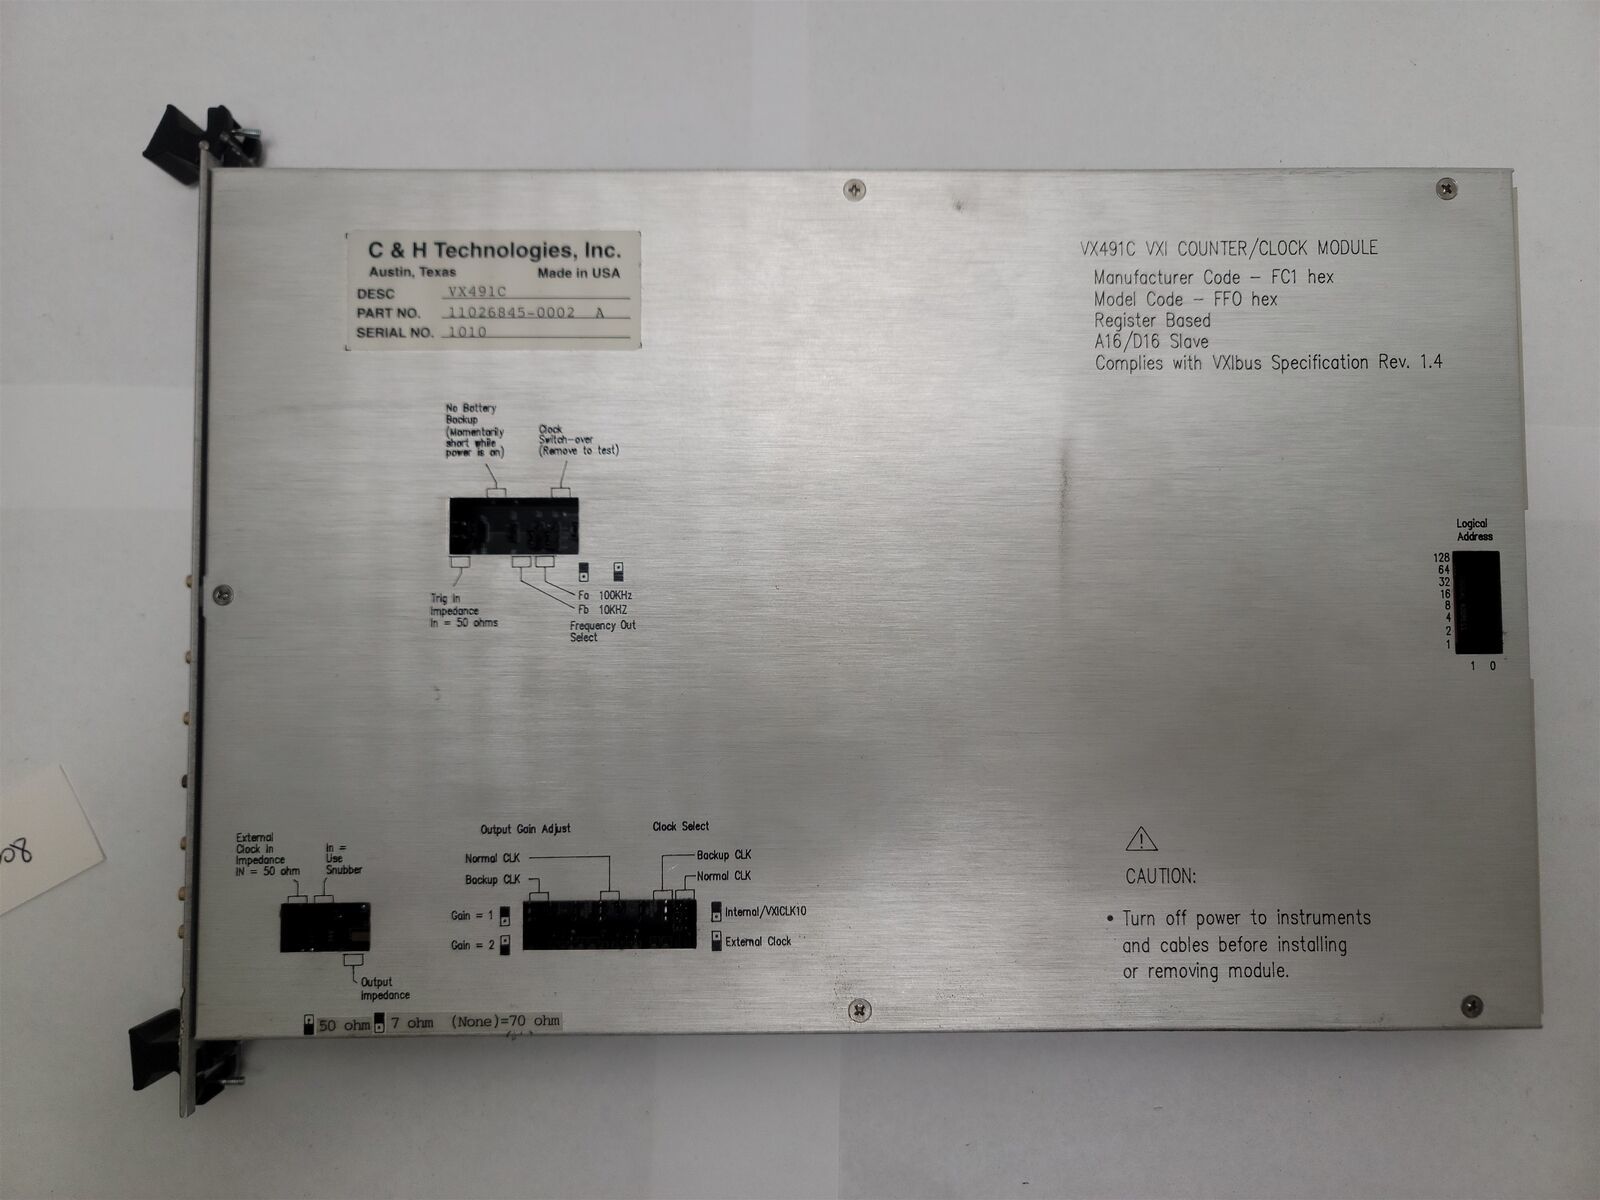 C & H Technologies, Inc.
Austin, Texas Made in USA
DESC VX491C
PART NO. 11026845-0002 A
SERIAL NO. 1010
VX491C VXI COUNTER/CLOCK MODULE
Manufacturer Code - FC1 hex
Model Code - FF0 hex
Register Based
A16/D16 Slave
Complies with VXIbus Specification Rev. 1.4
No Battery
Backup
(Momentarily
short while
power is on)
Clock
Switch-over
(Remove to test)
Trig In
Impedance
In = 50 ohms
Fa 100KHz
Fb 10KHZ
Frequency Out
Select
Logical
Address
128
64
32
16
8
4
2
1
1 0
External
Clock In
Impedance
IN = 50 ohm
In =
Use
Snubber
Output
Impedance
50 ohm 7 ohm (None)=70 ohm
Output Gain Adjust
Normal CLK
Backup CLK
Gain = 1
Gain = 2
Clock Select
Backup CLK
Normal CLK
Internal/VXICLK10
External Clock
CAUTION:
• Turn off power to instruments
and cables before installing
or removing module.